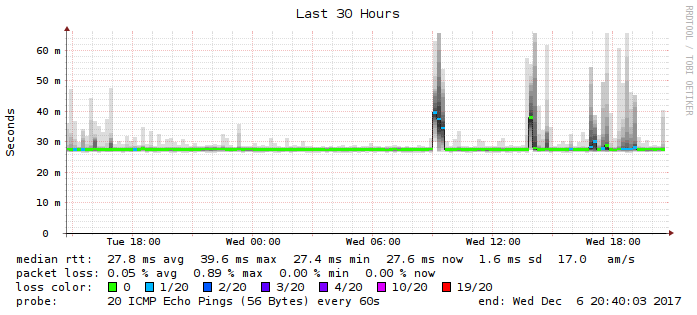 Last 30 Hours
RRDTOOL / TOBI OETIKER
Seconds
60 m
50 m
40 m
30 m
20 m
10 m
0
Tue 18:00 Wed 00:00 Wed 06:00 Wed 12:00 Wed 18:00
median rtt: 27.8 ms avg 39.6 ms max 27.4 ms min 27.6 ms now 1.6 ms sd 17.0 am/s
packet loss: 0.05 % avg 0.89 % max 0.00 % min 0.00 % now
loss color: 0 1/20 2/20 3/20 4/20 10/20 19/20
probe: 20 ICMP Echo Pings (56 Bytes) every 60s end: Wed Dec 6 20:40:03 2017